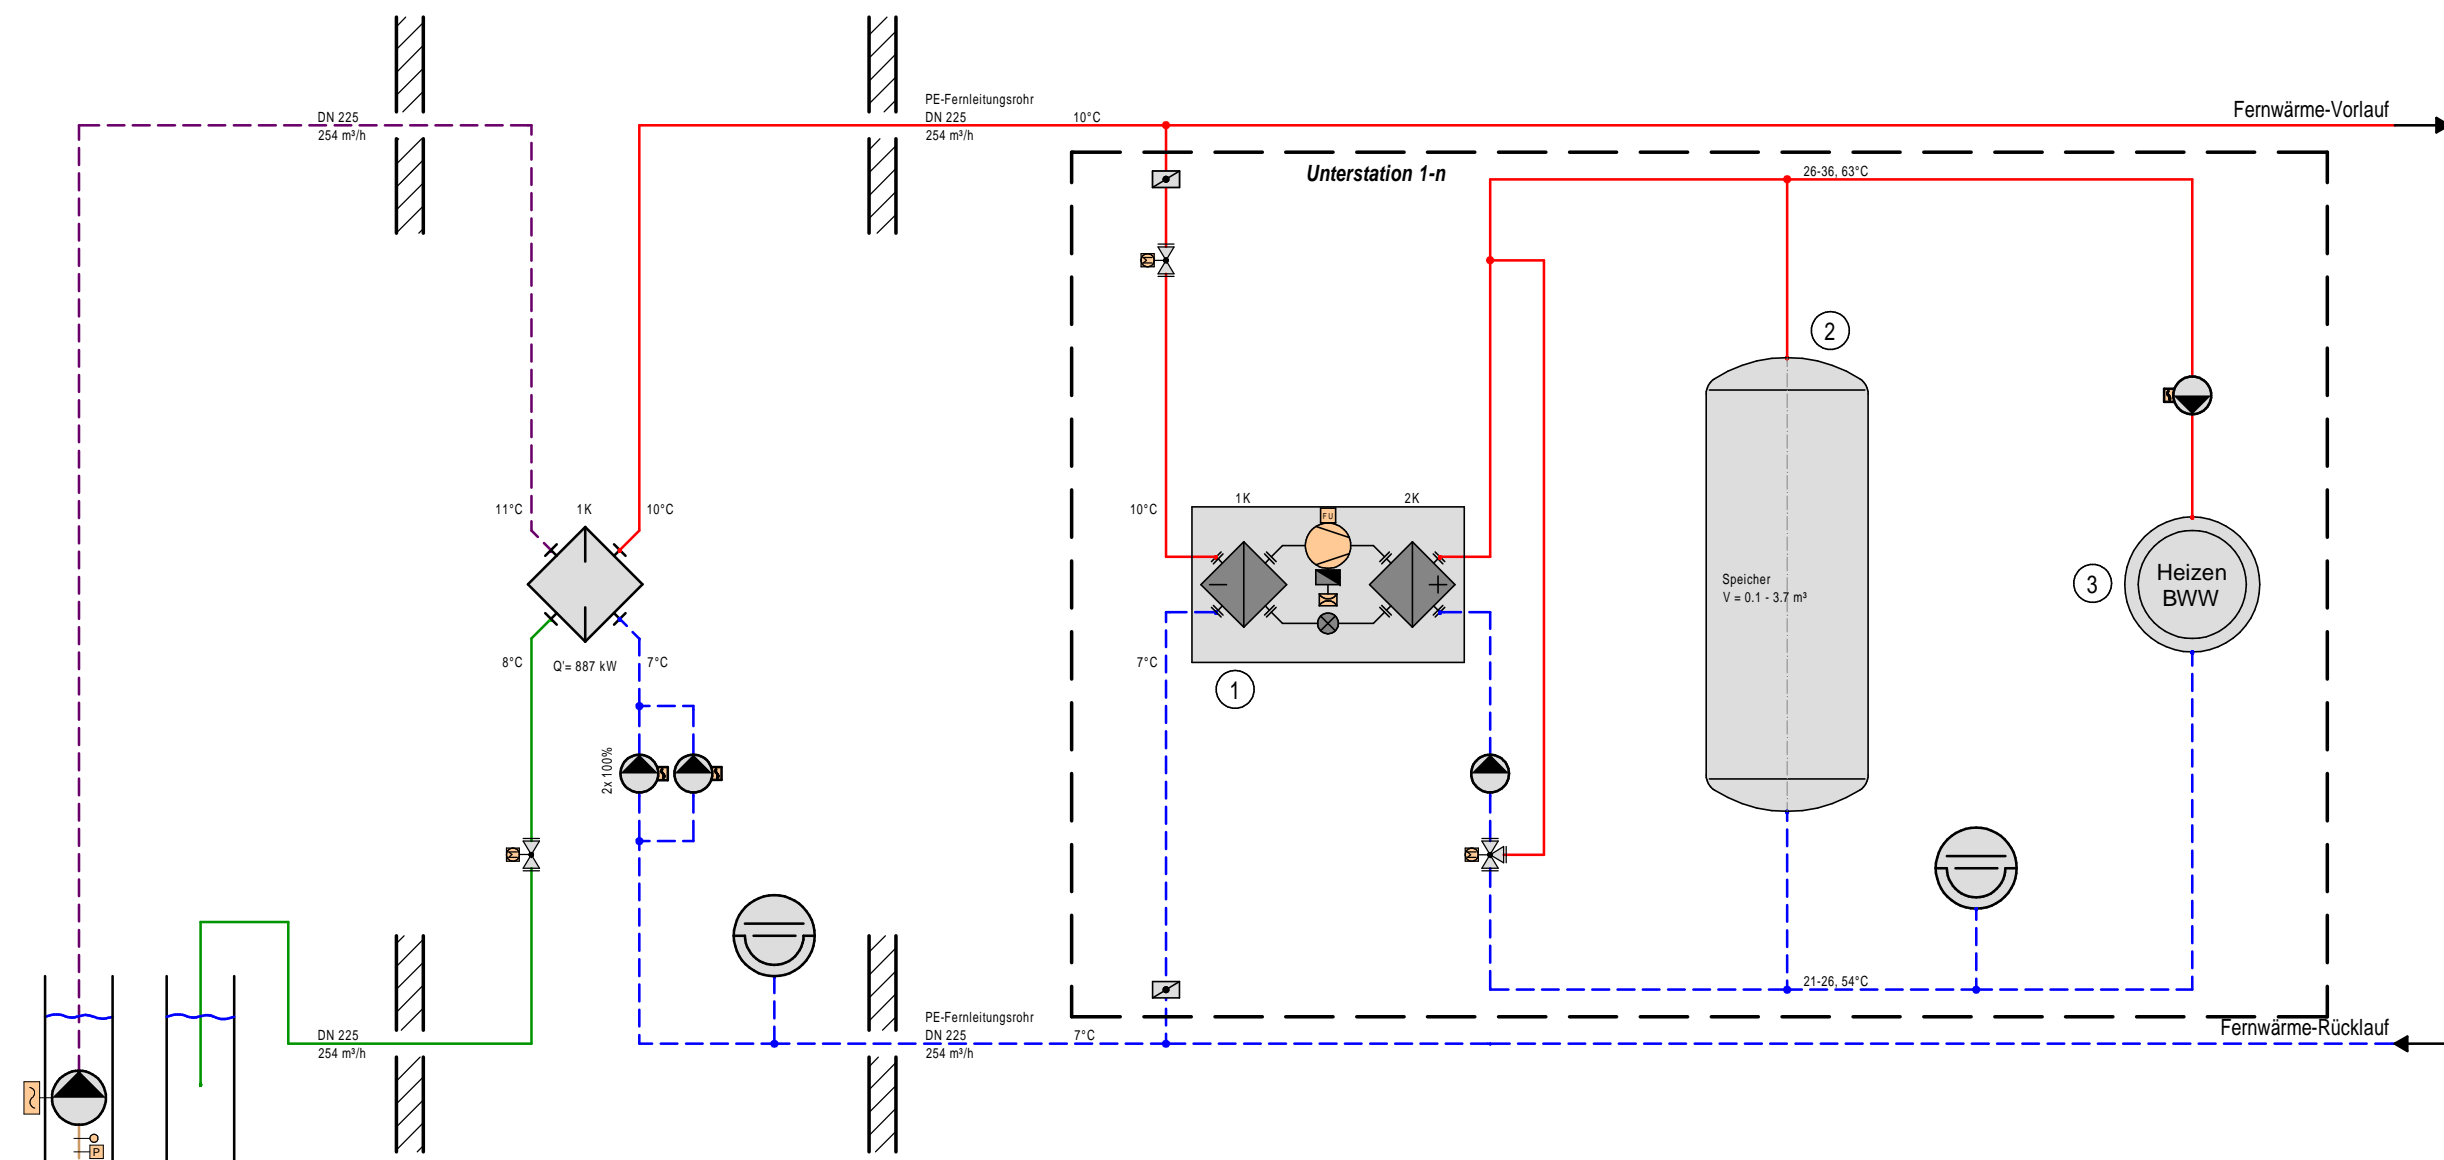 PE-Fernleitungsrohr
DN 225
254 m³/h
DN 225
254 m³/h
10°C
Fernwärme-Vorlauf
Unterstation 1-n
26-36, 63°C
2
11°C
1K
10°C
10°C
1K
2K
FU
8°C
Q'= 887 kW
7°C
7°C
1
Speicher
V = 0.1 - 3.7 m³
3
Heizen
BWW
2x 100%
21-26, 54°C
PE-Fernleitungsrohr
DN 225
254 m³/h
DN 225
254 m³/h
7°C
Fernwärme-Rücklauf
P